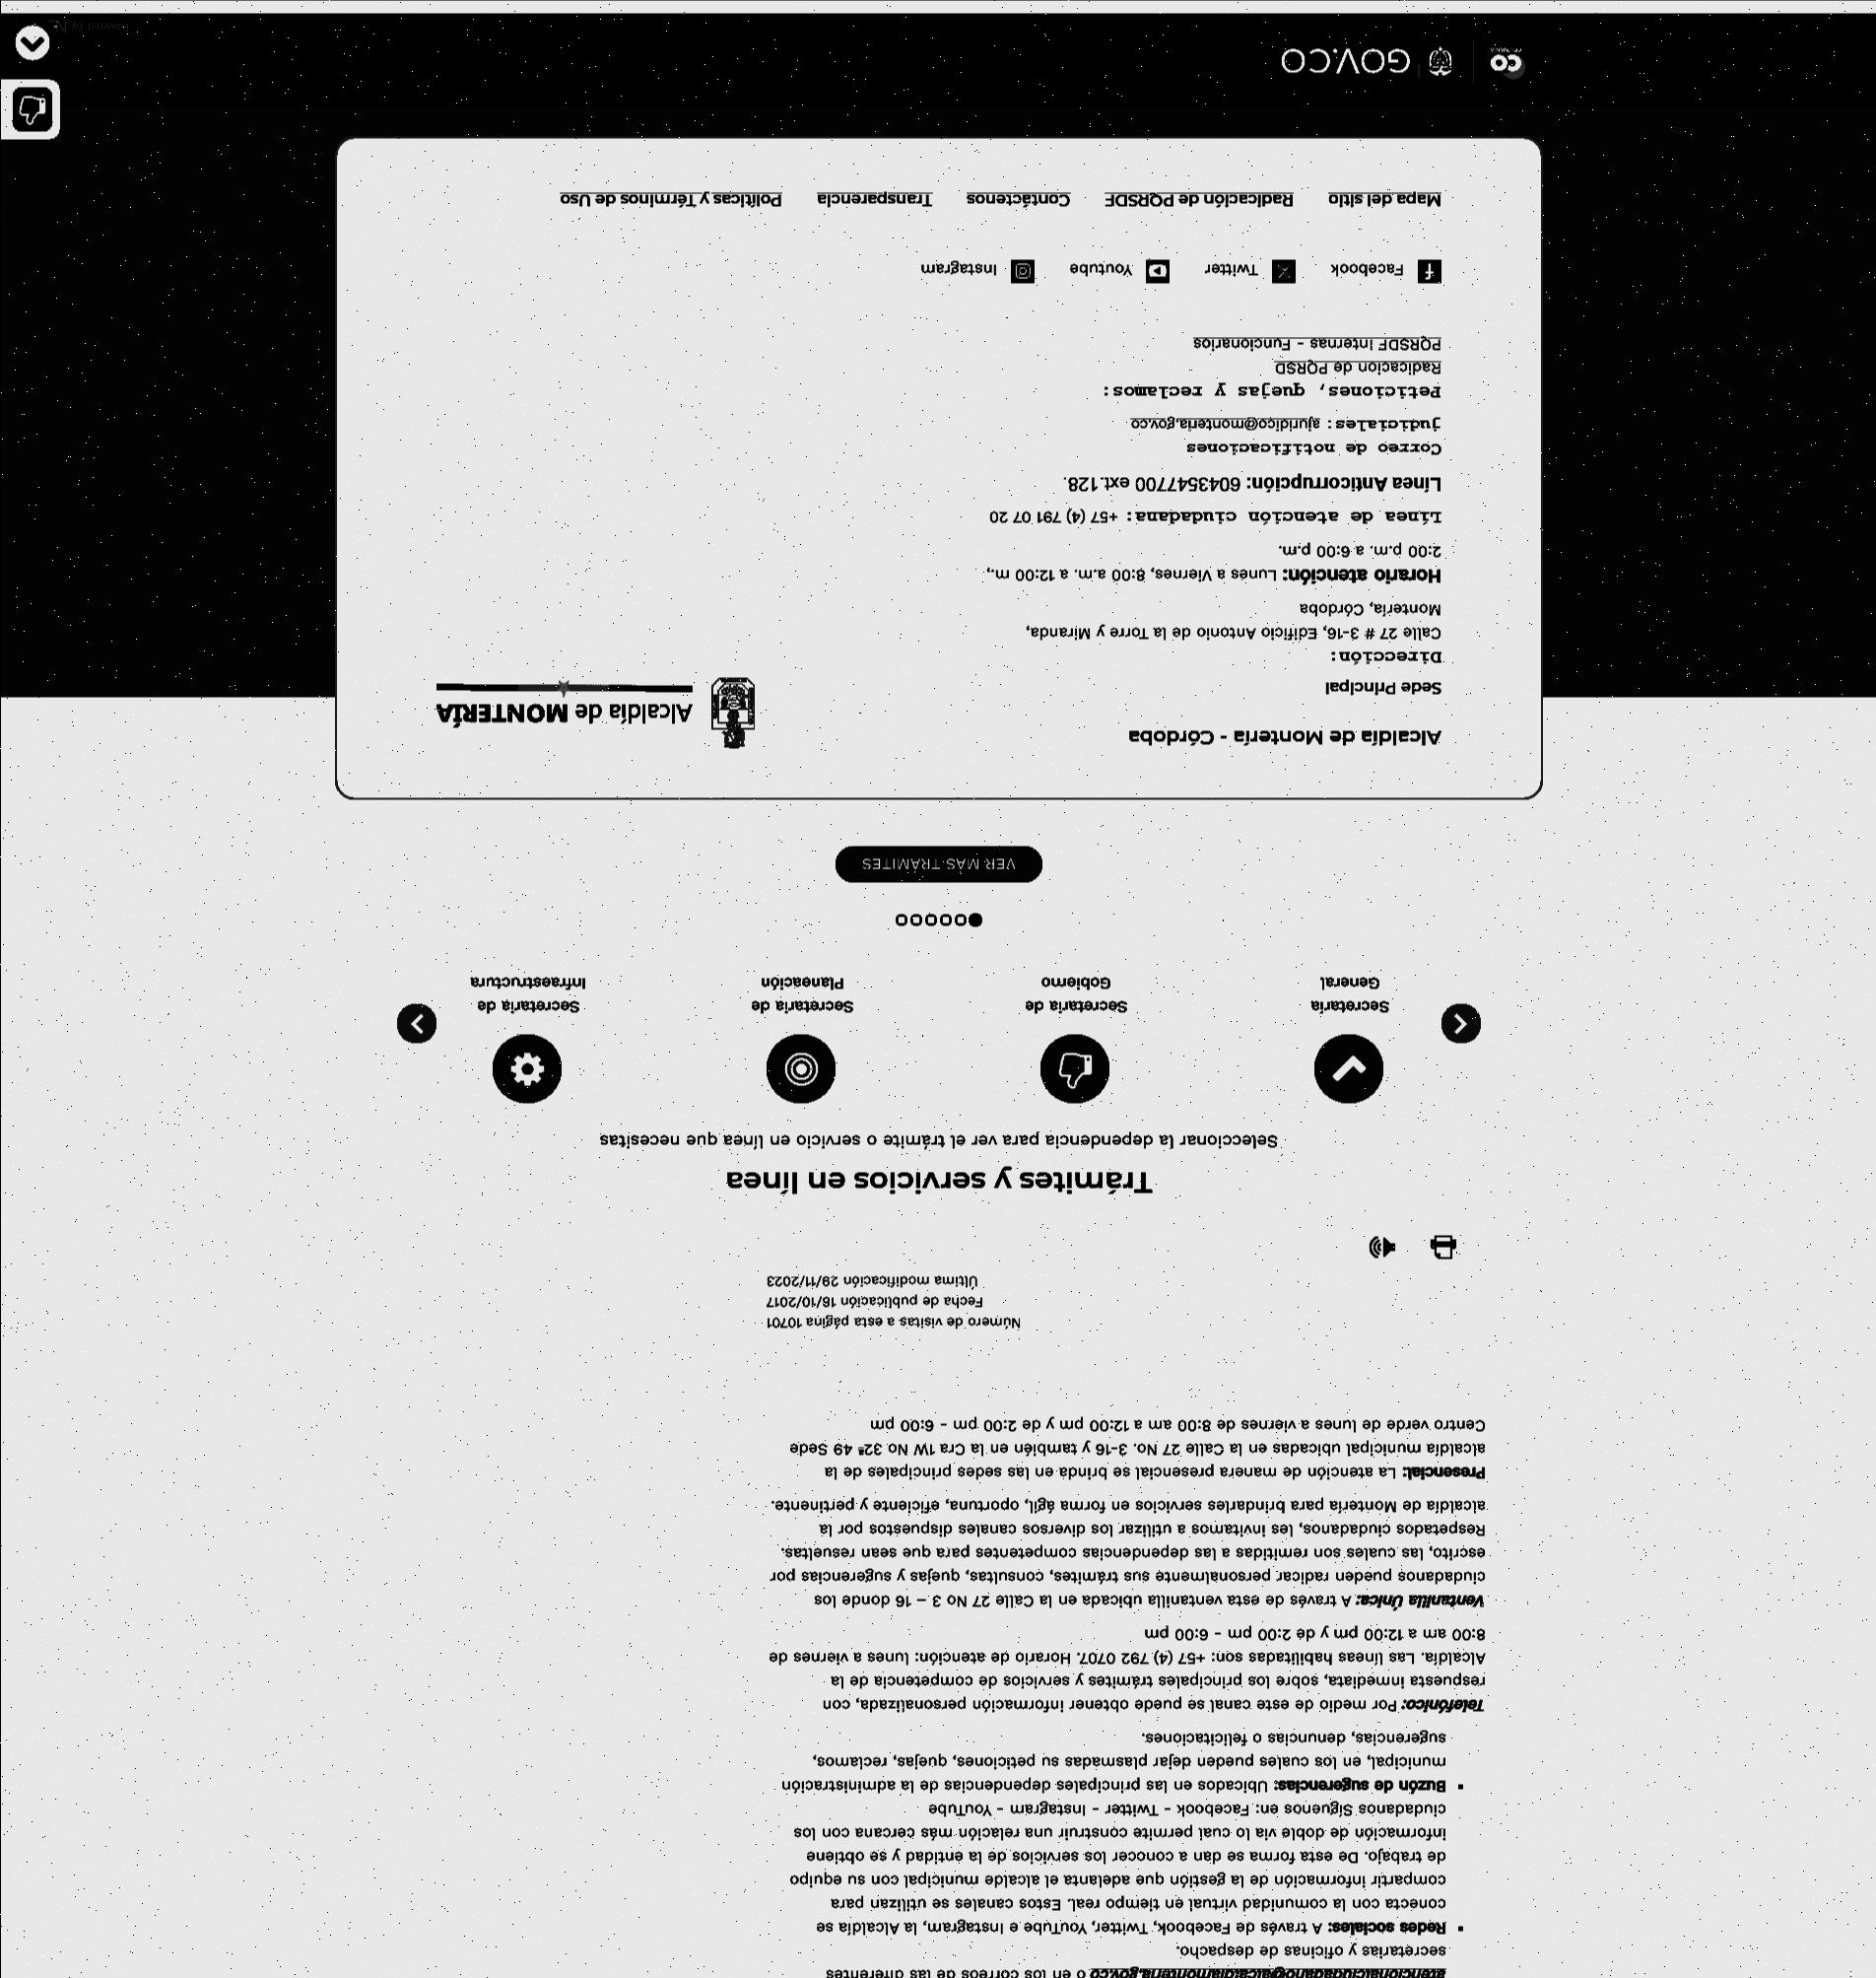 atencionalciudadano@alcaldiamonteria.gov.co o en los correos de las diferentes
secretarias y oficinas de despacho.
▪ Redes sociales: A través de Facebook, Twitter, YouTube e Instagram, la Alcaldía se
conecta con la comunidad virtual en tiempo real. Estos canales se utilizan para
compartir información de la gestión que adelanta el alcalde municipal con su equipo
de trabajo. De esta forma se dan a conocer los servicios de la entidad y se obtiene
información de doble vía lo cual permite construir una relación más cercana con los
ciudadanos Síguenos en: Facebook – Twitter – Instagram – YouTube
▪ Buzón de sugerencias: Ubicados en las principales dependencias de la administración
municipal, en los cuales pueden dejar plasmadas su peticiones, quejas, reclamos,
sugerencias, denuncias o felicitaciones.
Telefónico: Por medio de este canal se puede obtener información personalizada, con
respuesta inmediata, sobre los principales trámites y servicios de competencia de la
Alcaldía. Las líneas habilitadas son: +57 (4) 792 0707. Horario de atención: lunes a viernes de
8:00 am a 12:00 pm y de 2:00 pm – 6:00 pm
Ventanilla Única: A través de esta ventanilla ubicada en la Calle 27 No 3 – 16 donde los
ciudadanos pueden radicar personalmente sus trámites, consultas, quejas y sugerencias por
escrito, las cuales son remitidas a las dependencias competentes para que sean resueltas.
Respetados ciudadanos, les invitamos a utilizar los diversos canales dispuestos por la
alcaldía de Montería para brindarles servicios en forma ágil, oportuna, eficiente y pertinente.
Presencial: La atención de manera presencial se brinda en las sedes principales de la
alcaldía municipal ubicadas en la Calle 27 No. 3-16 y también en la Cra 1W No 32ª 49 Sede
Centro verde de lunes a viernes de 8:00 am a 12:00 pm y de 2:00 pm – 6:00 pm
Número de visitas a esta página 10701
Fecha de publicación 16/10/2017
Última modificación 29/11/2023
Trámites y servicios en línea
Seleccionar la dependencia para ver el trámite o servicio en línea que necesitas
Secretaría
General
Secretaría de
Gobierno
Secretaría de
Planeación
Secretaría de
Infraestructura
VER MÁS TRÁMITES
Alcaldía de Montería - Córdoba
Alcaldía de MONTERÍA
Sede Principal
Dirección:
Calle 27 # 3-16, Edificio Antonio de la Torre y Miranda,
Montería, Córdoba
Horario atención: Lunes a Viernes, 8:00 a.m. a 12:00 m.,
2:00 p.m. a 6:00 p.m.
Línea de atención ciudadana: +57 (4) 791 07 20
Línea Anticorrupción: 6043547700 ext.128.
Correo de notificaciones
judiciales: ajuridico@monteria.gov.co
Peticiones, quejas y reclamos:
Radicación de PQRSD
PQRSDF Internas – Funcionarios
Facebook
Twitter
Youtube
Instagram
Mapa del sitio
Radicación de PQRSDF
Contáctenos
Transparencia
Políticas y Términos de Uso
CO
GOV.CO
Powered by